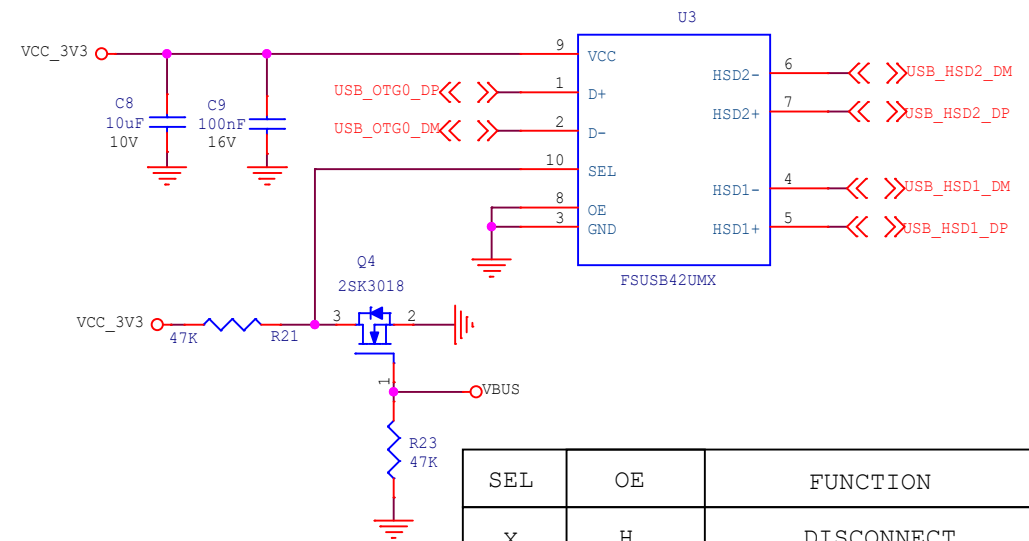 U3
VCC_3V3
9
VCC
C8
10uF
10V
C9
100nF
16V
USB_OTG0_DP
1
D+
USB_OTG0_DM
2
D-
10
SEL
8
OE
3
GND
HSD2-
6
USB_HSD2_DM
HSD2+
7
USB_HSD2_DP
HSD1-
4
USB_HSD1_DM
HSD1+
5
USB_HSD1_DP
FSUSB42UMX
Q4
2SK3018
VCC_3V3
47K
R21
3
2
1
VBUS
R23
47K
SEL OE FUNCTION
X H DISCONNECT